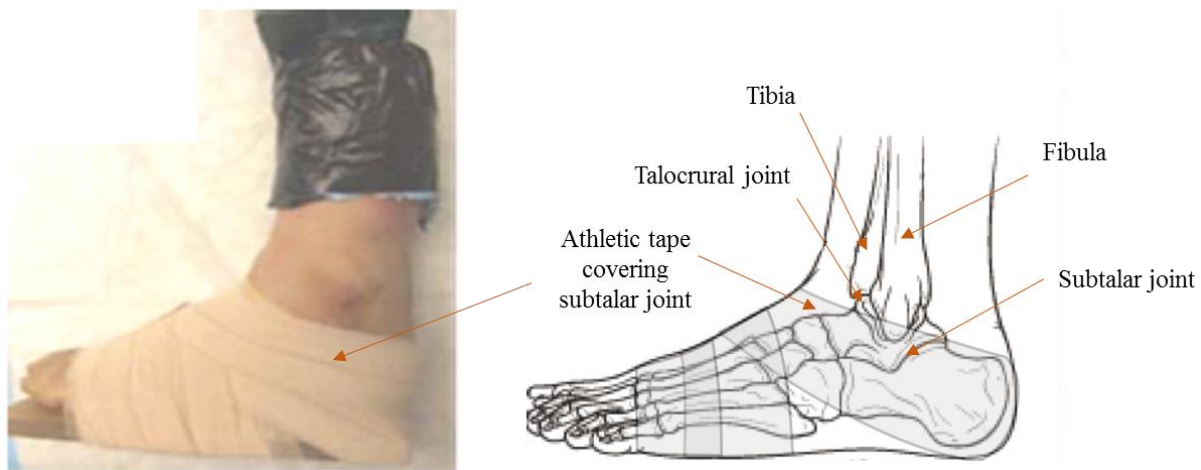 Tibia
Fibula
Talocrural joint
Athletic tape
covering
subtalar joint
Subtalar joint